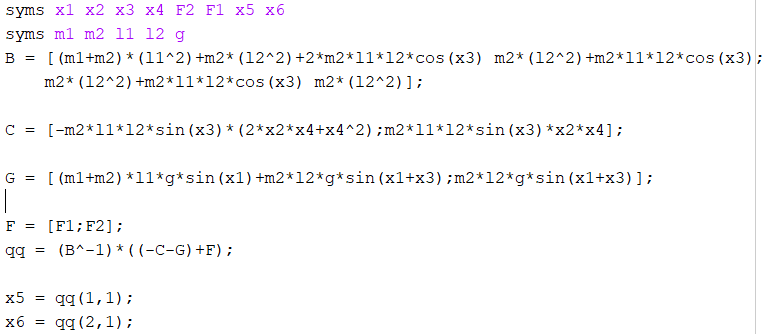 syms x1 x2 x3 x4 F2 F1 x5 x6
syms m1 m2 l1 l2 g
B = [(m1+m2)*(l1^2)+m2*(l2^2)+2*m2*l1*l2*cos(x3) m2*(l2^2)+m2*l1*l2*cos(x3);
m2*(l2^2)+m2*l1*l2*cos(x3) m2*(l2^2)];
C = [-m2*l1*l2*sin(x3)*(2*x2*x4+x4^2);m2*l1*l2*sin(x3)*x2*x4];
G = [(m1+m2)*l1*g*sin(x1)+m2*l2*g*sin(x1+x3);m2*l2*g*sin(x1+x3)];
F = [F1;F2];
qq = (B^-1)*((-C-G)+F);
x5 = qq(1,1);
x6 = qq(2,1);